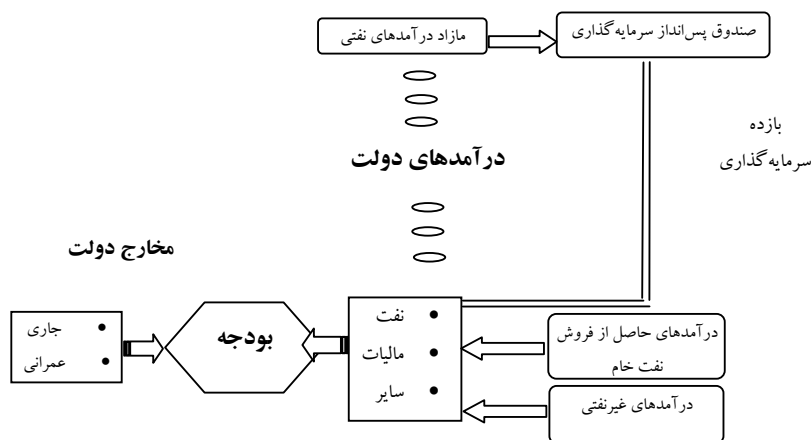 صندوق پس‌انداز سرمایه‌گذاری
مازاد درآمدهای نفتی
بازده
سرمایه‌گذاری
درآمدهای دولت
مخارج دولت
درآمدهای حاصل از فروش
نفت خام
درآمدهای غیرنفتی
• نفت
• مالیات
• سایر
بودجه
• جاری
• عمرانی